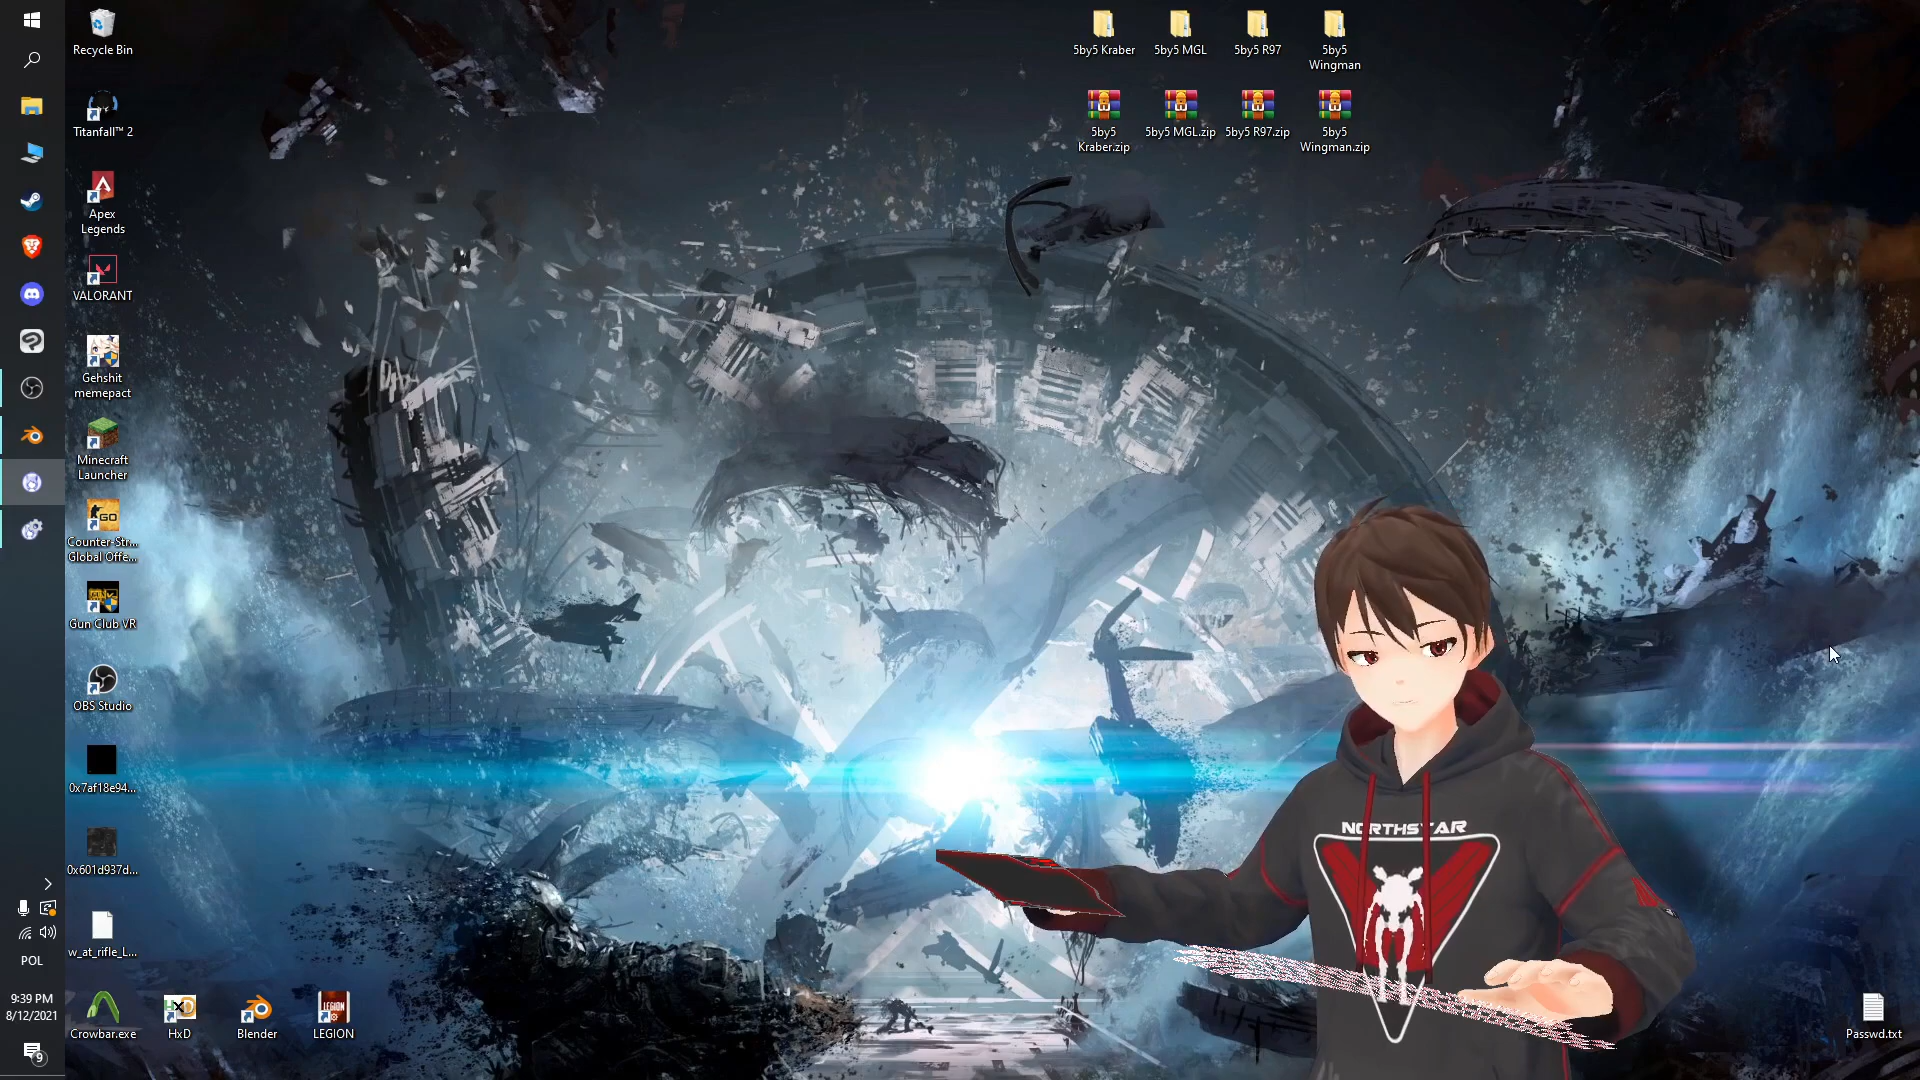 Recycle Bin
Titanfall™ 2
Apex
Legends
VALORANT
Gehshit
memepact
Minecraft
Launcher
GO
Counter-Str...
Global Offe...
Gun Club VR
OBS Studio
0x7af18e94...
0x601d937d...
w_at_rifle_L...
Crowbar.exe
HxD
Blender
LEGION
LEGION
5by5 Kraber
5by5 MGL
5by5 R97
5by5
Wingman
5by5
Kraber.zip
5by5 MGL.zip
5by5 R97.zip
5by5
Wingman.zip
NORTHSTAR
Passwd.txt
POL
9:39 PM
8/12/2021
9